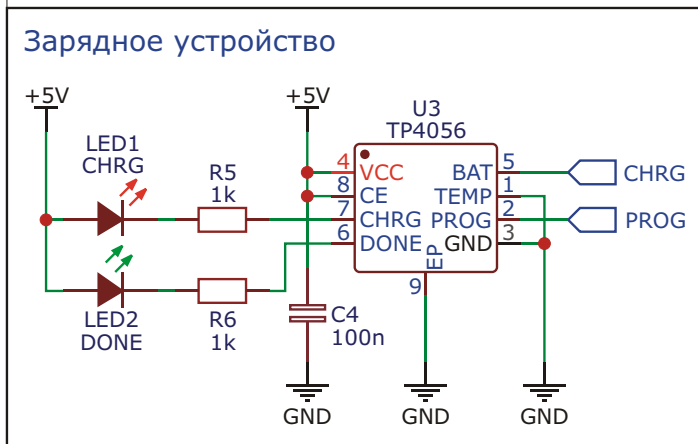 Зарядное устройство
+5V
+5V
U3
TP4056
LED1
CHRG
R5
1k
4
VCC
8
CE
7
CHRG
6
DONE
BAT
5
TEMP
1
PROG
2
GND
3
EP
9
CHRG
PROG
LED2
DONE
R6
1k
C4
100n
GND
GND
GND